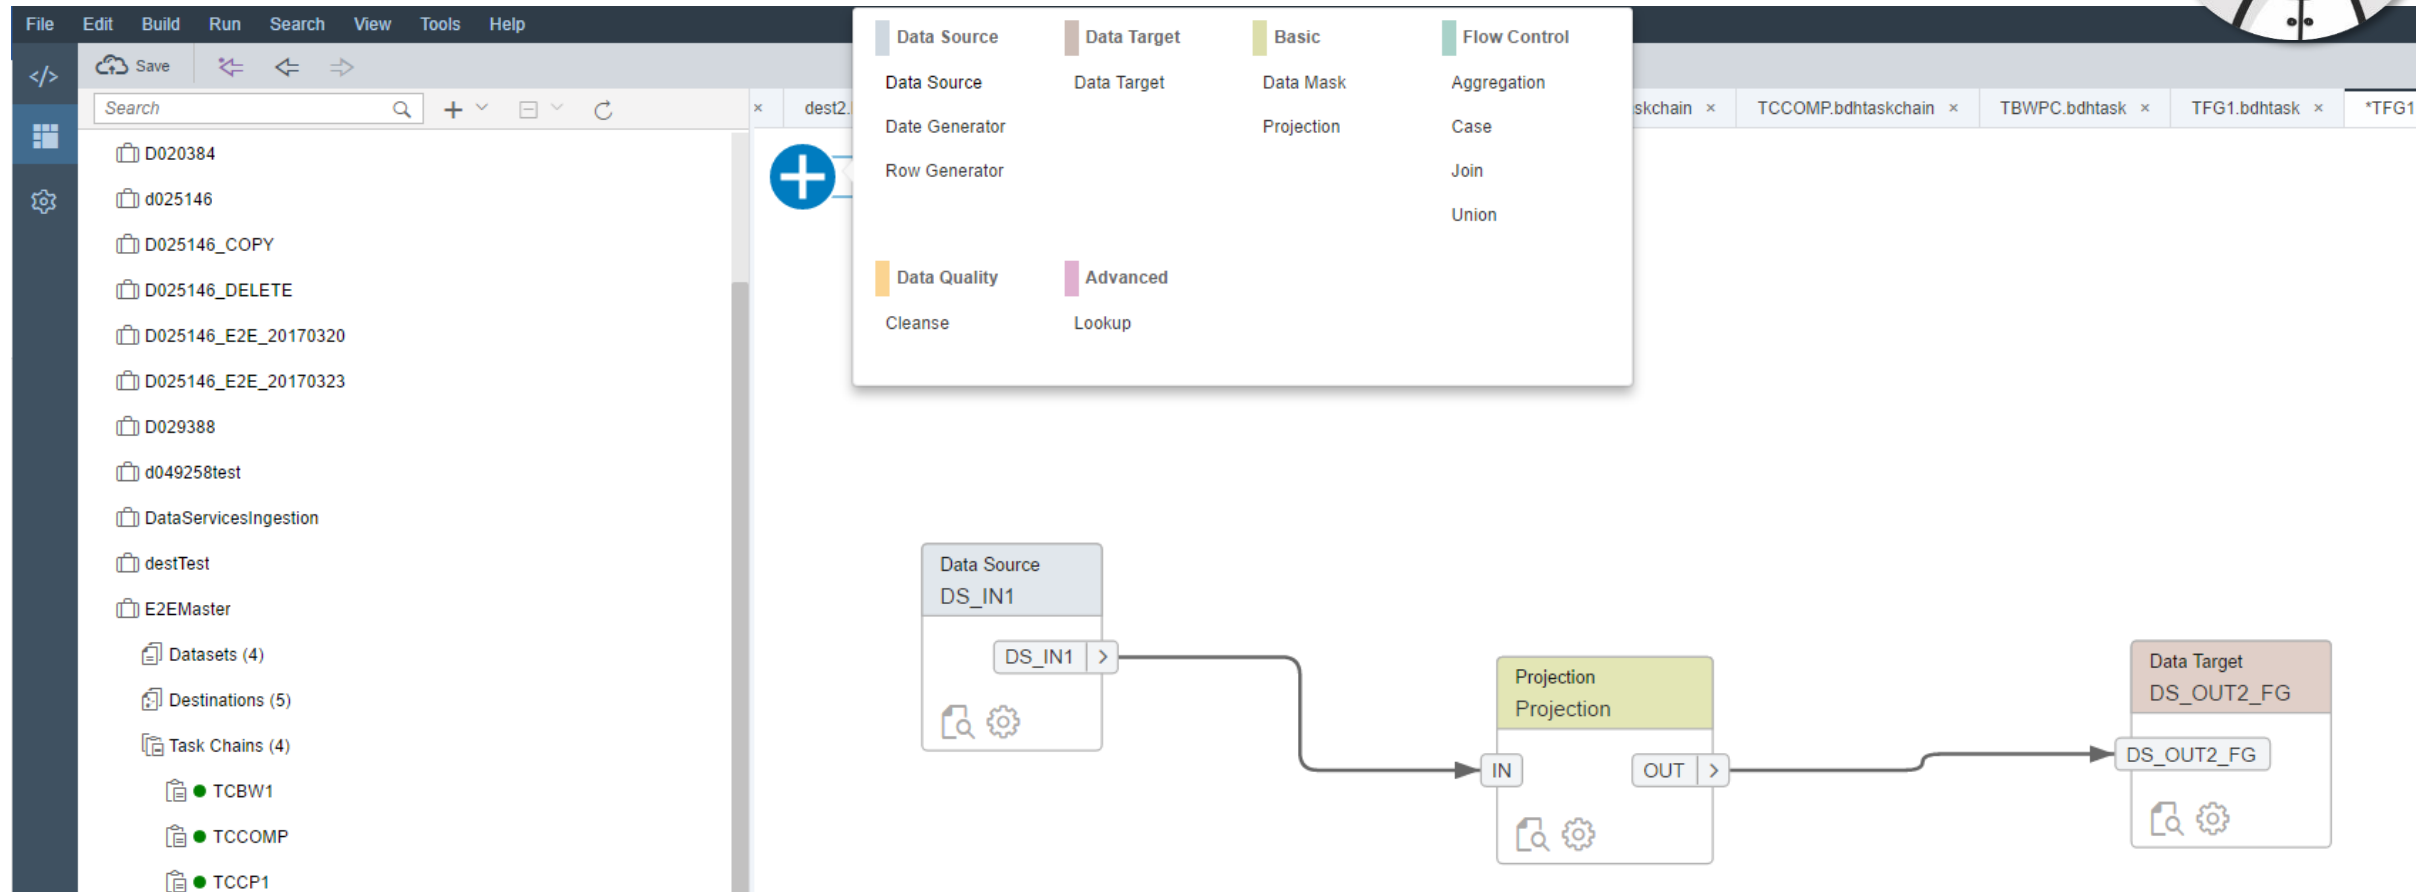 File Edit Build Run Search View Tools Help
Save
Search
D020384
d025146
D025146_COPY
D025146_DELETE
D025146_E2E_20170320
D025146_E2E_20170323
D029388
d049258test
DataServicesIngestion
destTest
E2EMaster
Datasets (4)
Destinations (5)
Task Chains (4)
TCBW1
TCCOMP
TCCP1
dest2.
skchain × TCCOMP.bdhtaskchain × TBWPC.bdhtask × TFG1.bdhtask × *TFG1
Data Source
Data Source
Date Generator
Row Generator
Data Target
Data Target
Basic
Data Mask
Projection
Flow Control
Aggregation
Case
Join
Union
Data Quality
Cleanse
Advanced
Lookup
Data Source
DS_IN1
DS_IN1
Projection
Projection
IN
OUT
Data Target
DS_OUT2_FG
DS_OUT2_FG